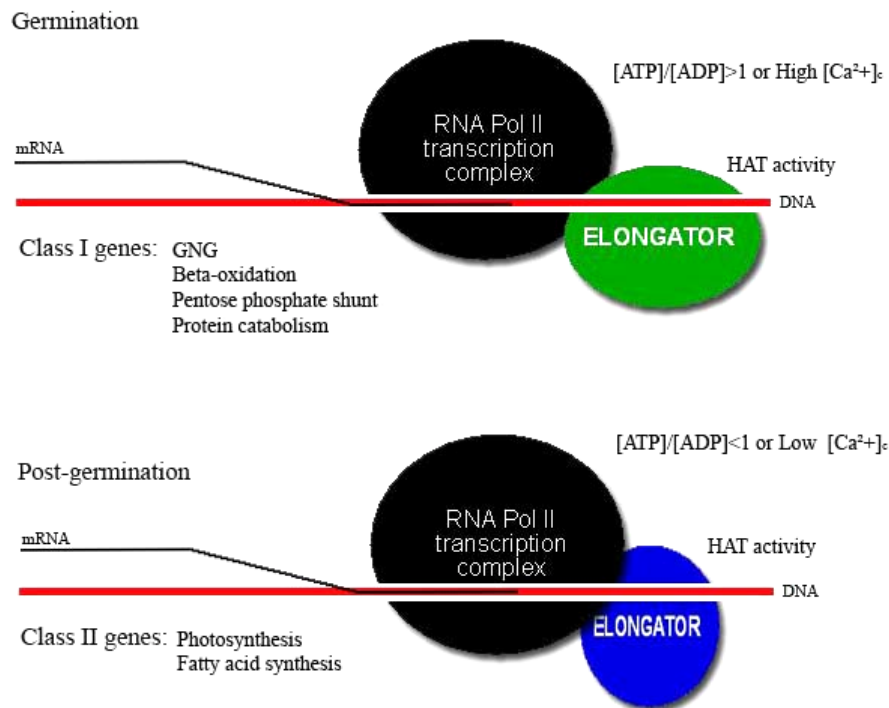 Germination
[ATP]/[ADP]>1 or High [Ca²+]c
RNA Pol II
transcription
complex
mRNA
HAT activity
DNA
ELONGATOR
Class I genes: GNG
Beta-oxidation
Pentose phosphate shunt
Protein catabolism
[ATP]/[ADP]<1 or Low [Ca²+]c
Post-germination
RNA Pol II
transcription
complex
mRNA
HAT activity
DNA
ELONGATOR
Class II genes: Photosynthesis
Fatty acid synthesis